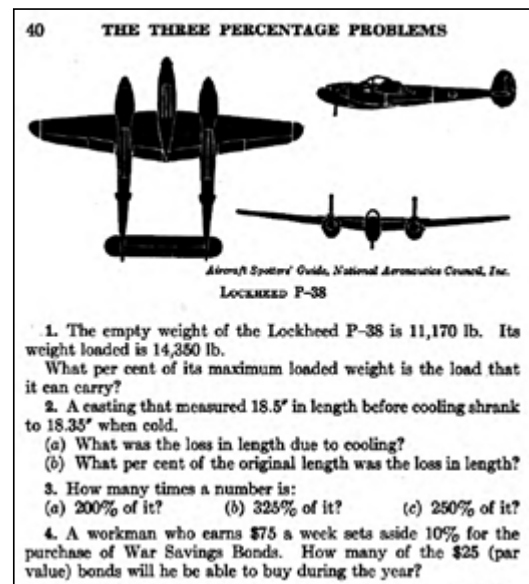 40 THE THREE PERCENTAGE PROBLEMS
Aircraft Spotters' Guide, National Aeronautics Council, Inc.
LOCKHEED P-38
1. The empty weight of the Lockheed P-38 is 11,170 lb. Its
weight loaded is 14,350 lb.
What per cent of its maximum loaded weight is the load that
it can carry?
2. A casting that measured 18.5″ in length before cooling shrank
to 18.35″ when cold.
(a) What was the loss in length due to cooling?
(b) What per cent of the original length was the loss in length?
3. How many times a number is:
(a) 200% of it? (b) 325% of it? (c) 250% of it?
4. A workman who earns $75 a week sets aside 10% for the
purchase of War Savings Bonds. How many of the $25 (par
value) bonds will he be able to buy during the year?